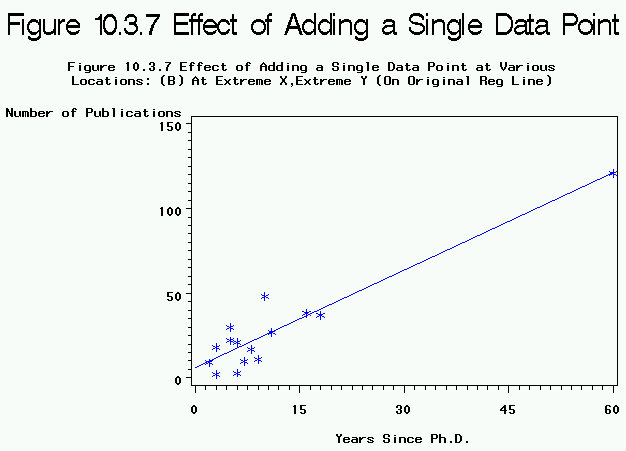 Figure 10.3.7 Effect of Adding a Single Data Point
Figure 10.3.7 Effect of Adding a Single Data Point at Various
Locations: (B) At Extreme X,Extreme Y (On Original Reg Line)
Number of Publications
150
100
50
0
0 15 30 45 60
Years Since Ph.D.